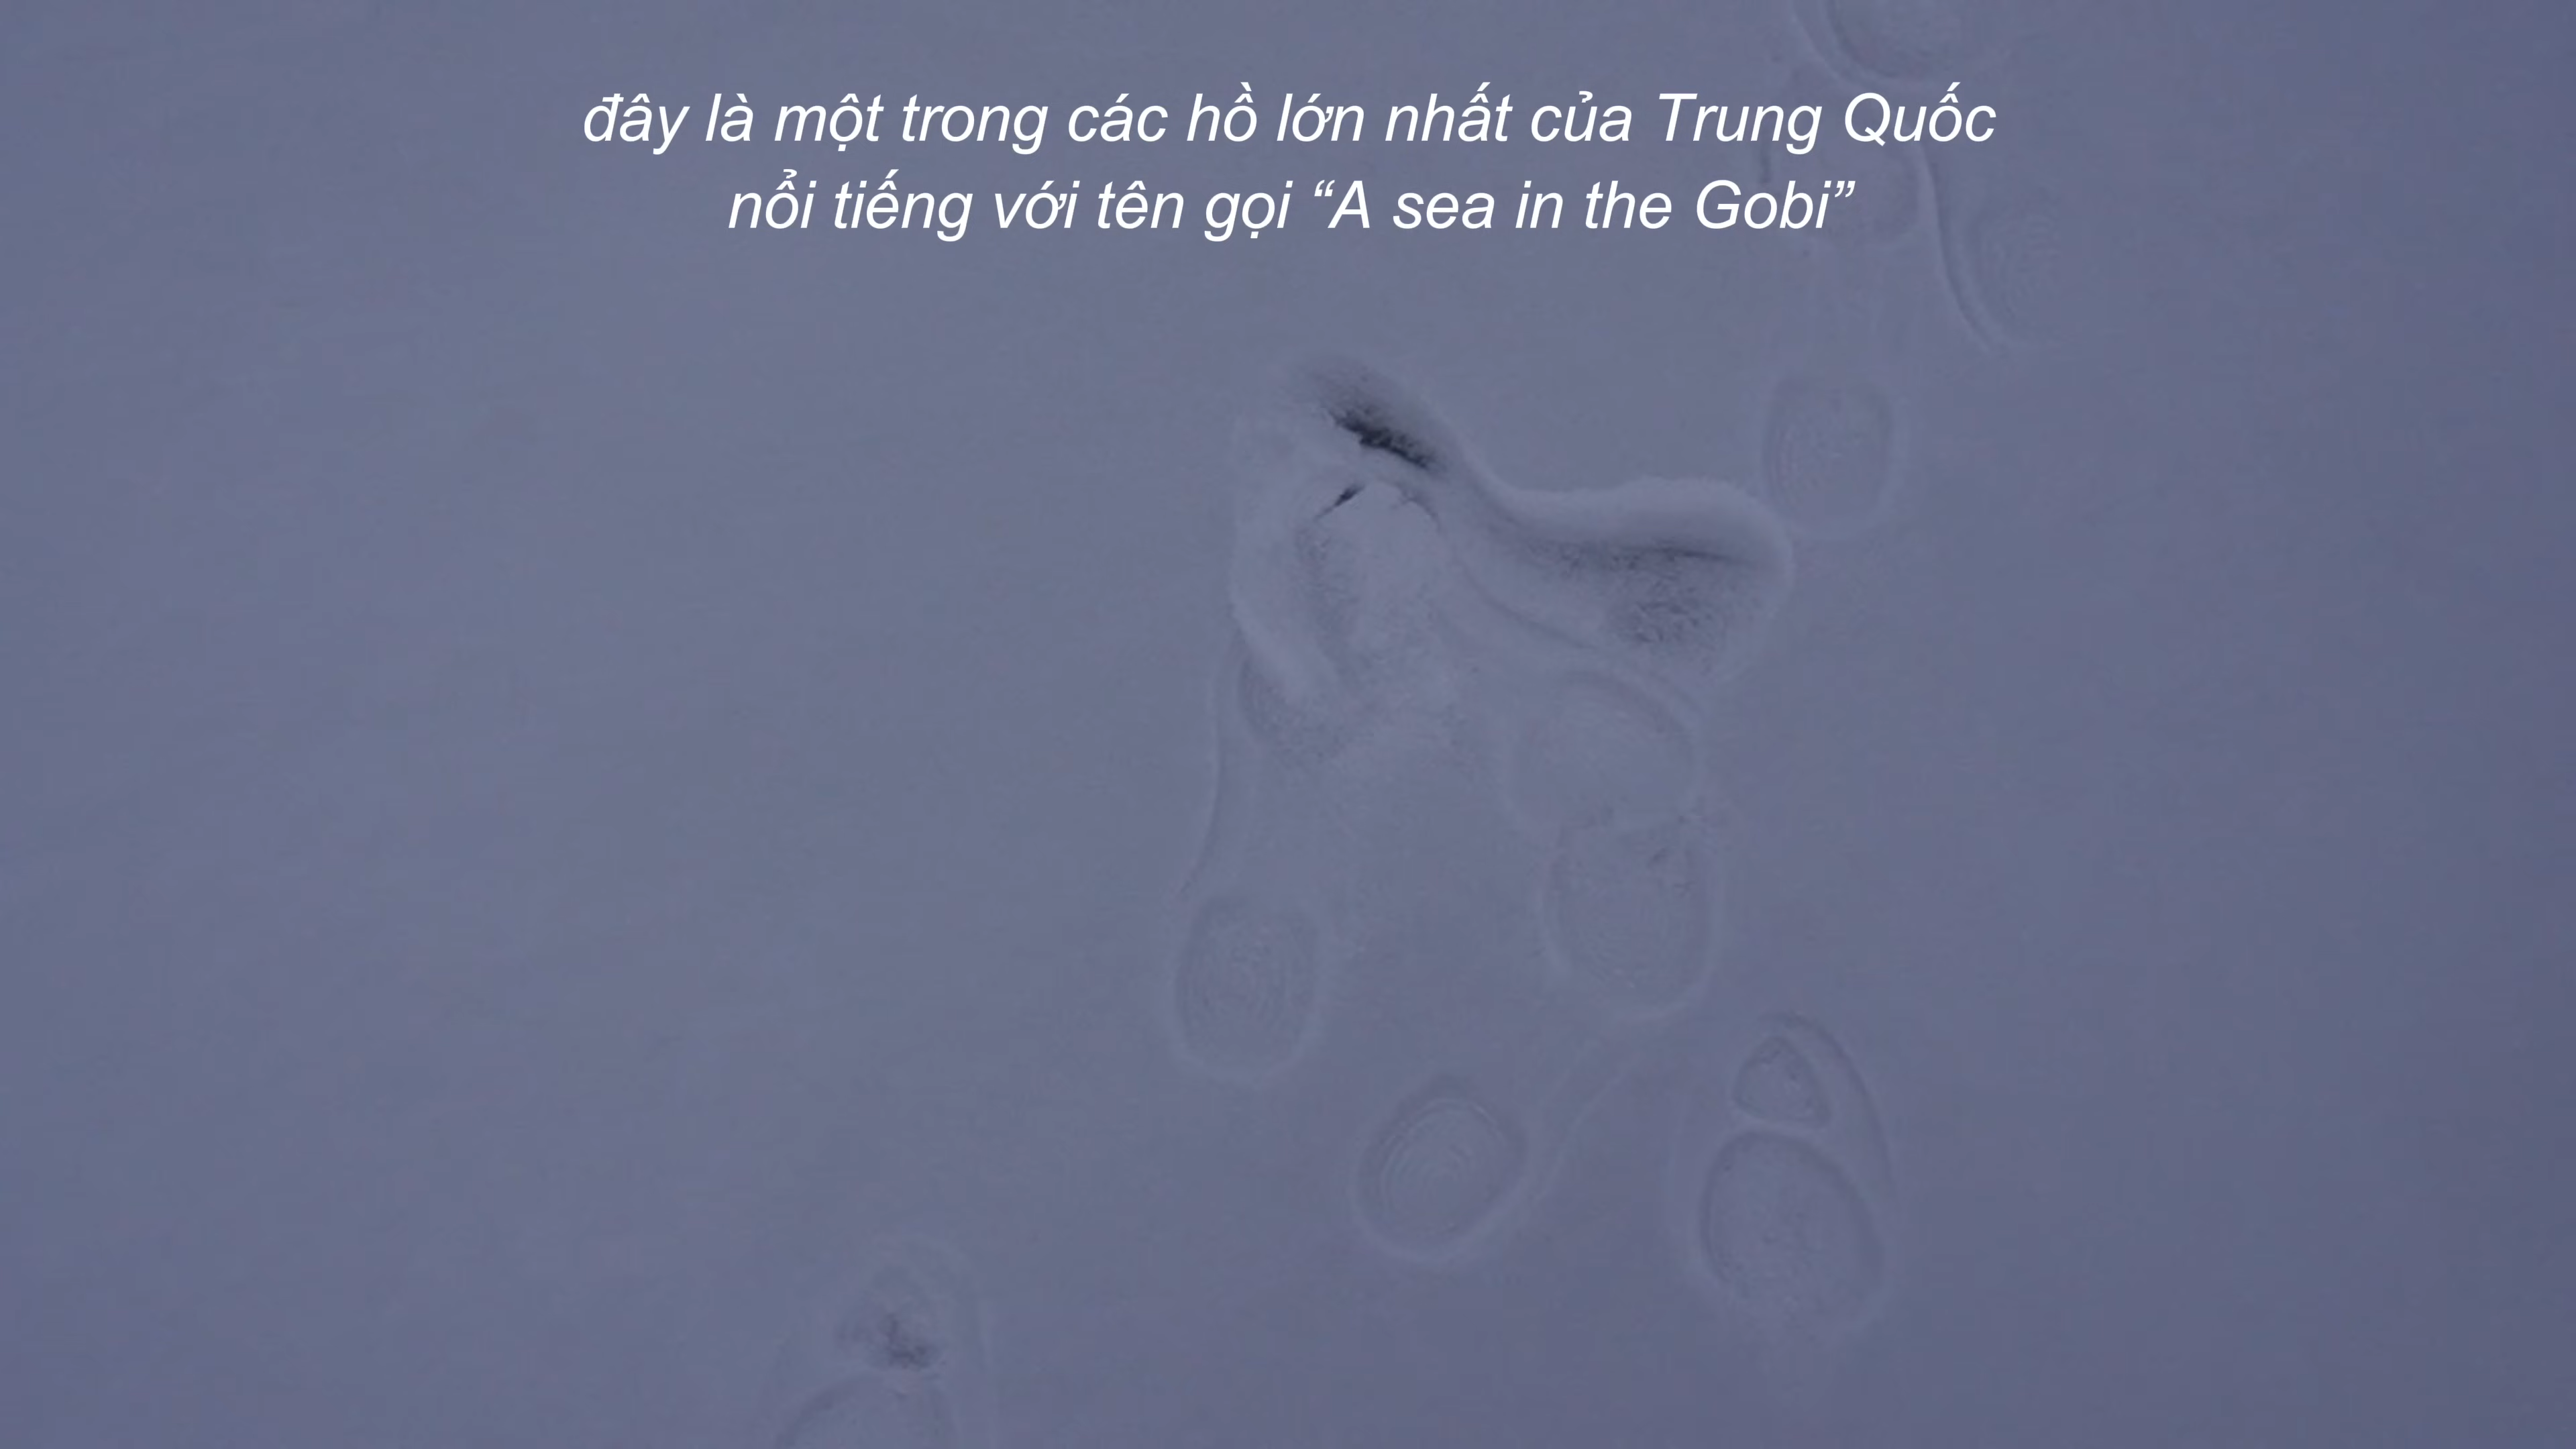 đây là một trong các hồ lớn nhất của Trung Quốc
nổi tiếng với tên gọi “A sea in the Gobi”